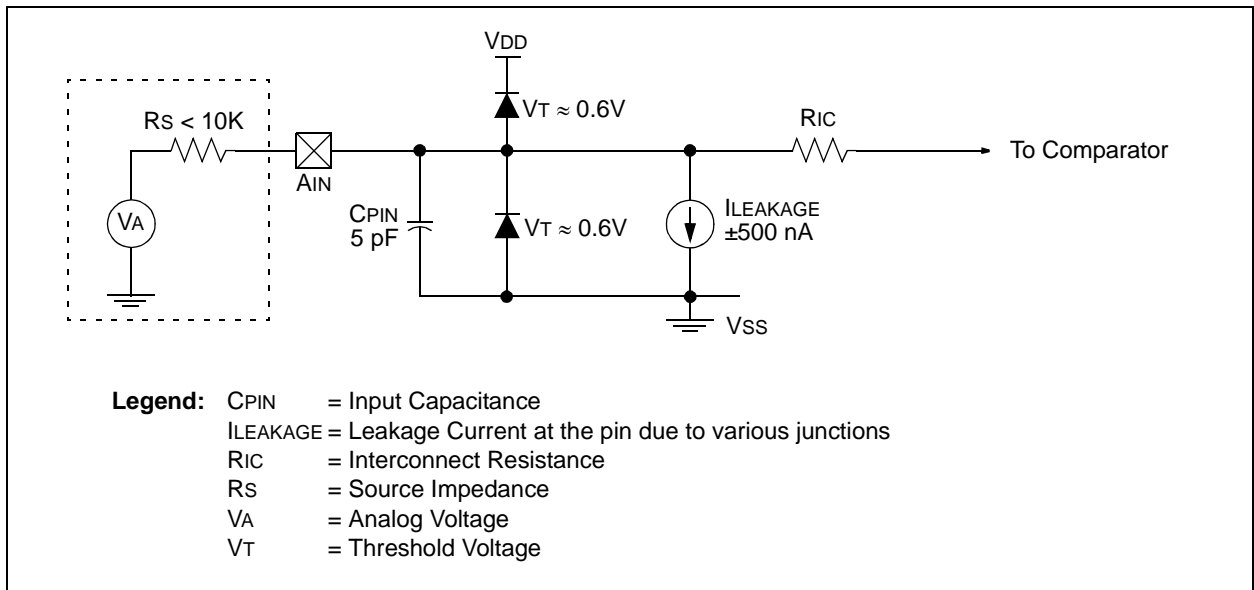 VDD
VT ≈ 0.6V
RS < 10K
RIC
To Comparator
AIN
VA
CPIN
5 pF
VT ≈ 0.6V
ILEAKAGE
±500 nA
VSS
Legend: CPIN = Input Capacitance
ILEAKAGE = Leakage Current at the pin due to various junctions
RIC = Interconnect Resistance
RS = Source Impedance
VA = Analog Voltage
VT = Threshold Voltage